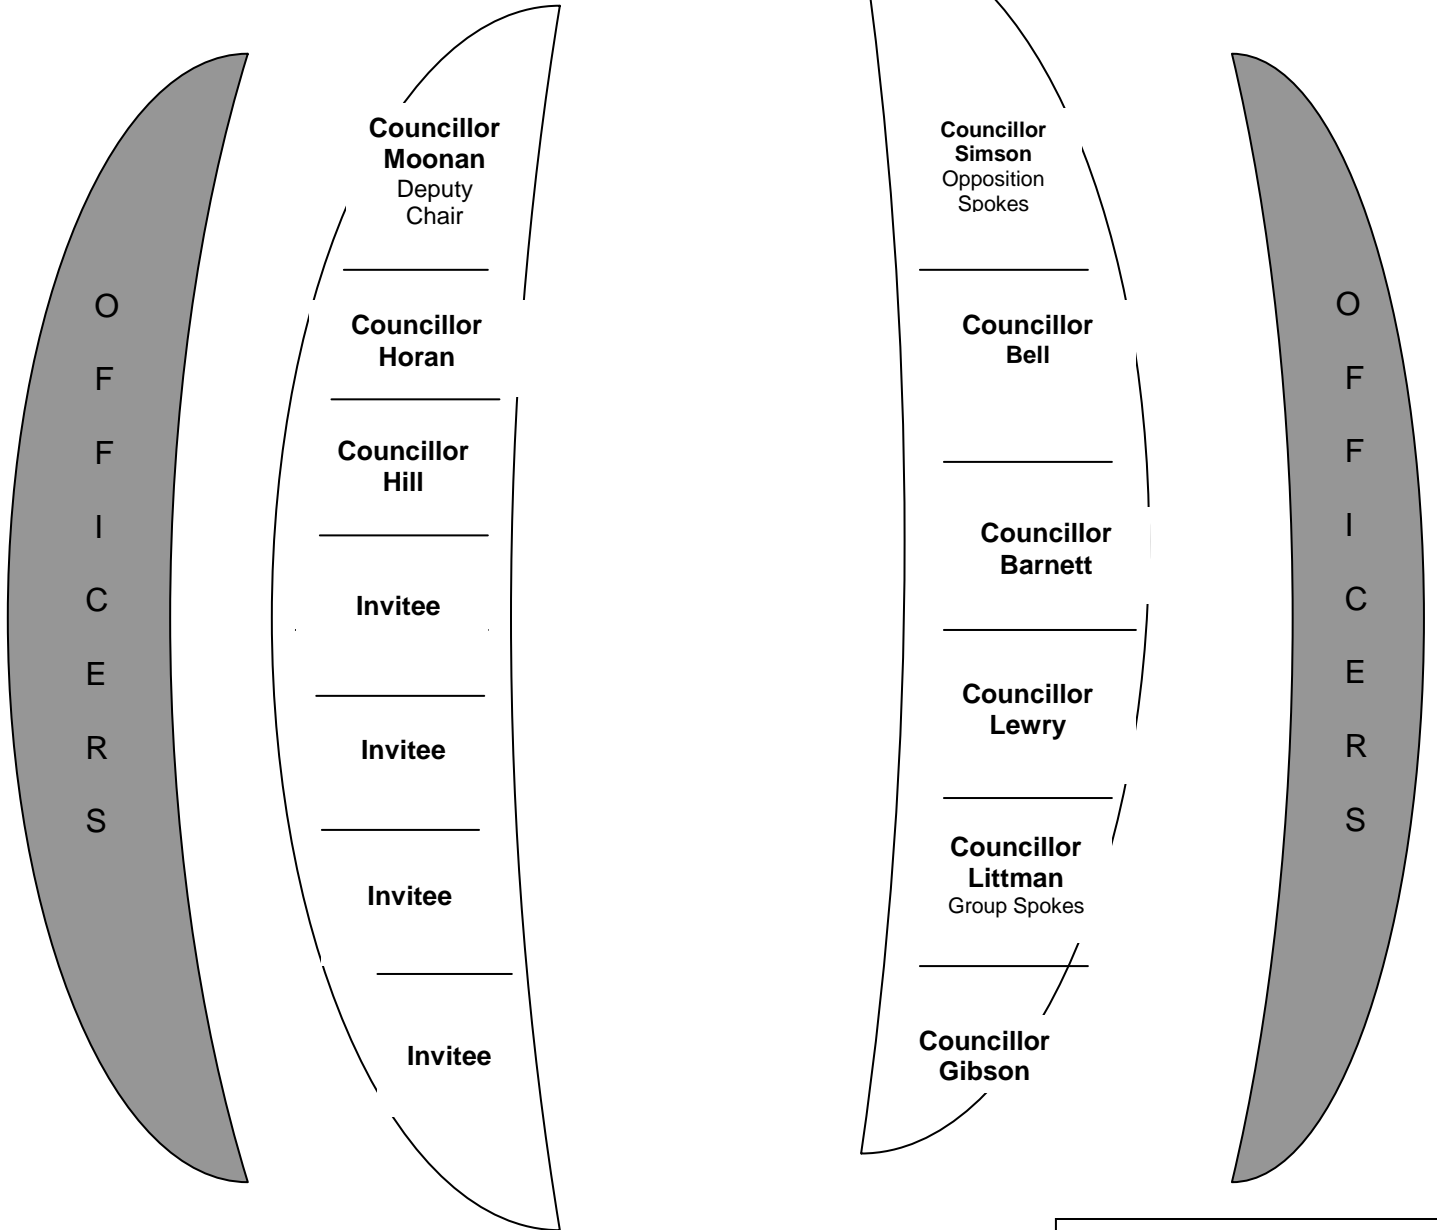 O
F
F
I
C
E
R
S
Councillor
Moonan
Deputy
Chair
Councillor
Horan
Councillor
Hill
Invitee
Invitee
Invitee
Invitee
Councillor
Simson
Opposition
Spokes
Councillor
Bell
Councillor
Barnett
Councillor
Lewry
Councillor
Littman
Group Spokes
Councillor
Gibson
O
F
F
I
C
E
R
S